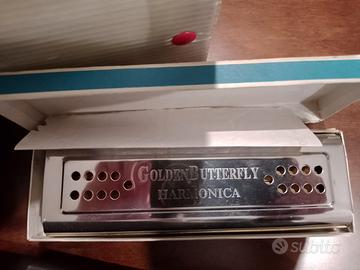 GOLDEN BUTTERFLY
HARMONICA
subito